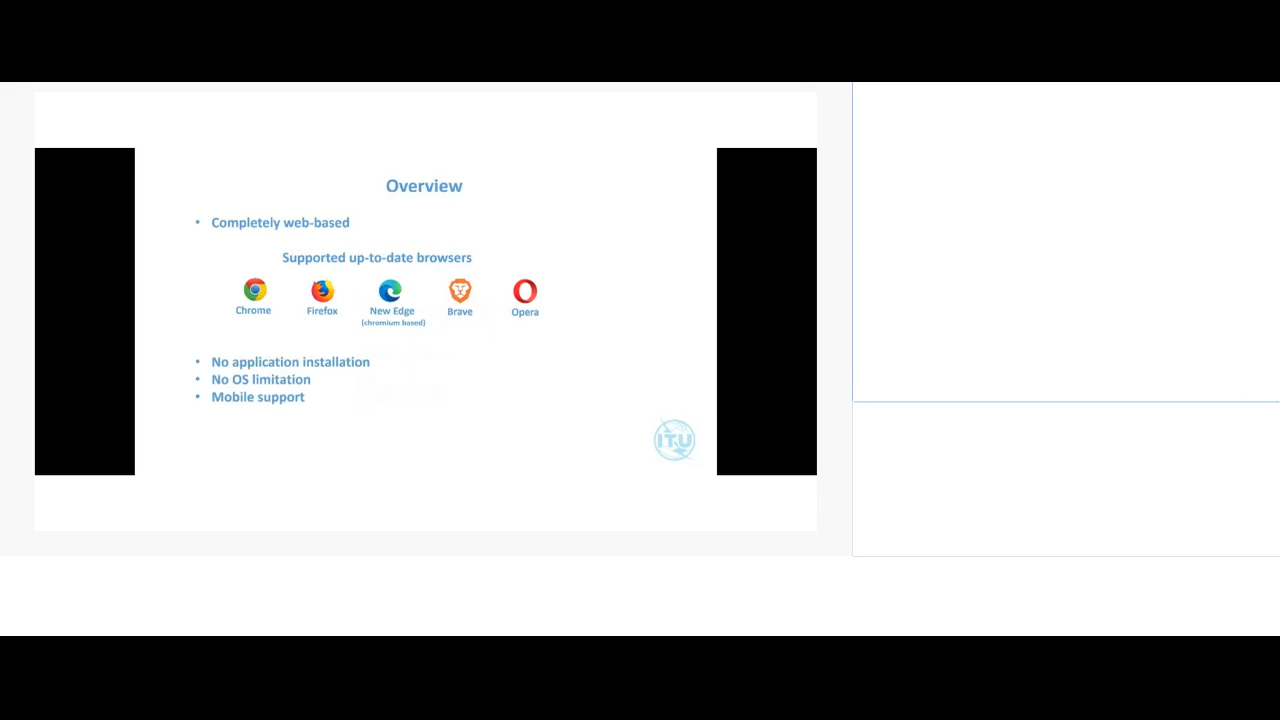 Overview
• Completely web-based
Supported up-to-date browsers
Chrome Firefox New Edge Brave Opera
(chromium based)
• No application installation
• No OS limitation
• Mobile support
ITU